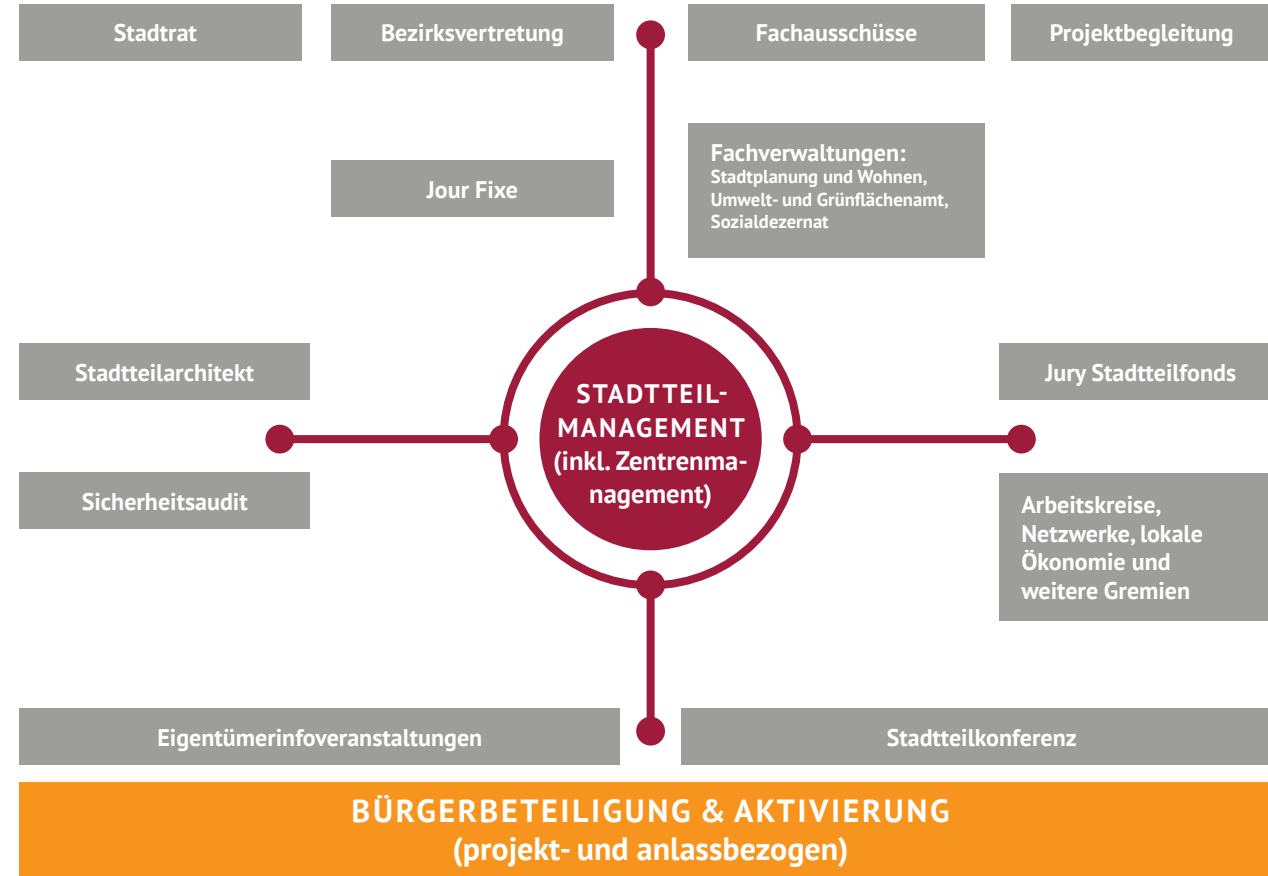 Stadtrat
Bezirksvertretung
Fachausschüsse
Projektbegleitung
Jour Fixe
Fachverwaltungen:
Stadtplanung und Wohnen,
Umwelt- und Grünflächenamt,
Sozialdezernat
Stadtteilarchitekt
Jury Stadtteilfonds
STADTTEIL-
MANAGEMENT
(inkl. Zentrenma-
nagement)
Sicherheitsaudit
Arbeitskreise,
Netzwerke, lokale
Ökonomie und
weitere Gremien
Eigentümerinfoveranstaltungen
Stadtteilkonferenz
BÜRGERBETEILIGUNG & AKTIVIERUNG
(projekt- und anlassbezogen)